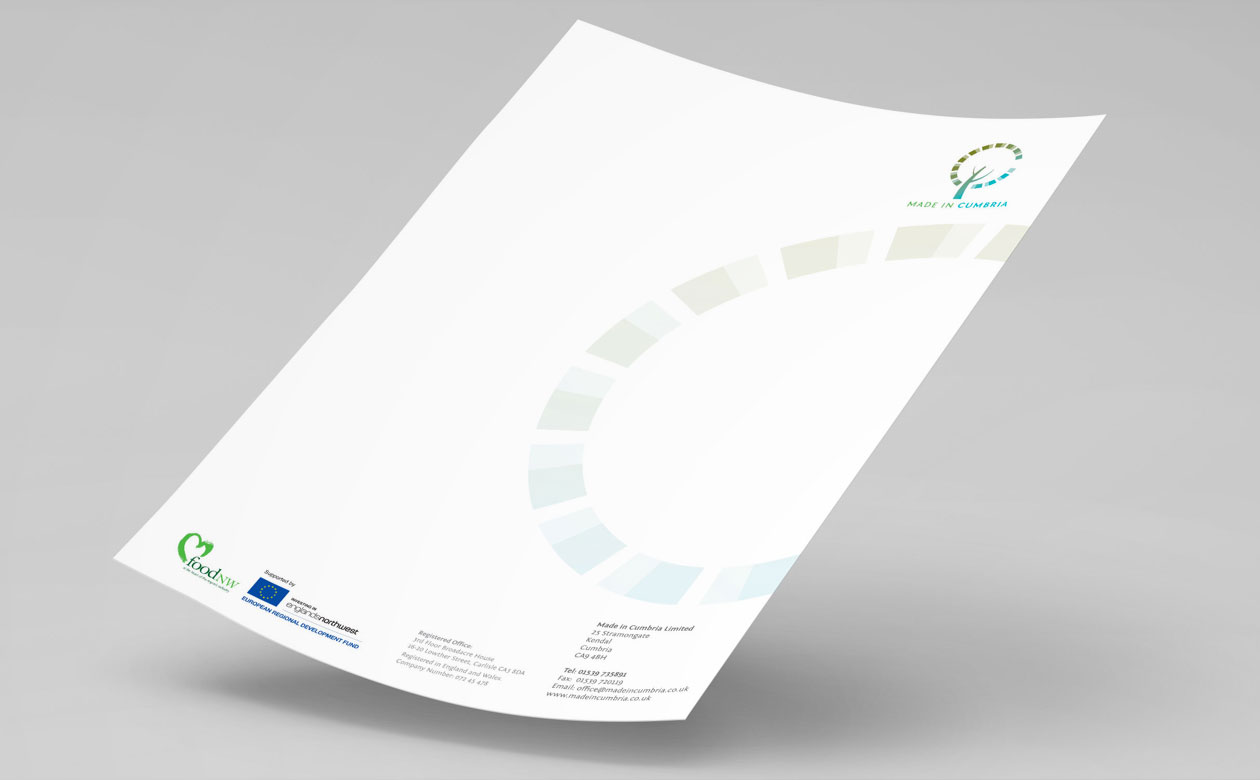 MADE IN CUMBRIA
foodNW
Supported by
INVESTING IN
englandsnorthwest
EUROPEAN REGIONAL DEVELOPMENT FUND
Registered Office:
3rd Floor Broadacre House
16-20 Lowther Street, Carlisle CA3 8DA
Registered in England and Wales.
Company Number: 072 45 478
Made in Cumbria Limited
25 Stramongate
Kendal
Cumbria
CA9 4BH
Tel: 01539 735891
Fax: 01539 720119
Email: office@madeincumbria.co.uk
www.madeincumbria.co.uk